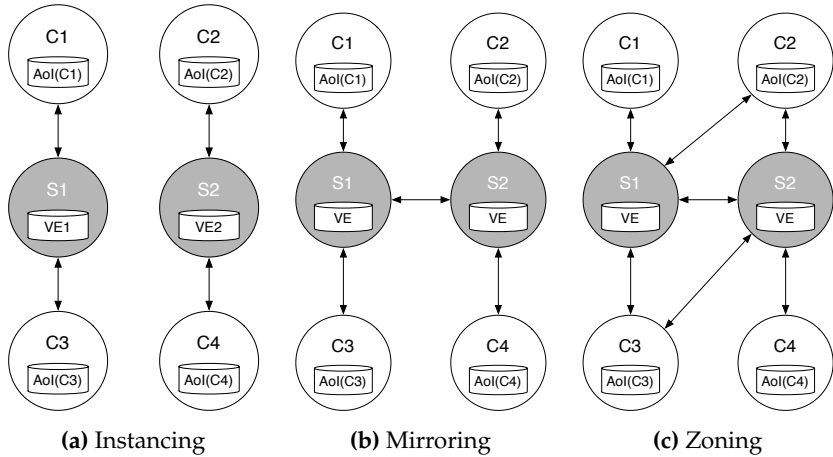 C1
AoI(C1)
C2
AoI(C2)
S1
VE1
S2
VE2
C3
AoI(C3)
C4
AoI(C4)
(a) Instancing
C1
AoI(C1)
C2
AoI(C2)
S1
VE
S2
VE
C3
AoI(C3)
C4
AoI(C4)
(b) Mirroring
C1
AoI(C1)
C2
AoI(C2)
S1
VE
S2
VE
C3
AoI(C3)
C4
AoI(C4)
(c) Zoning